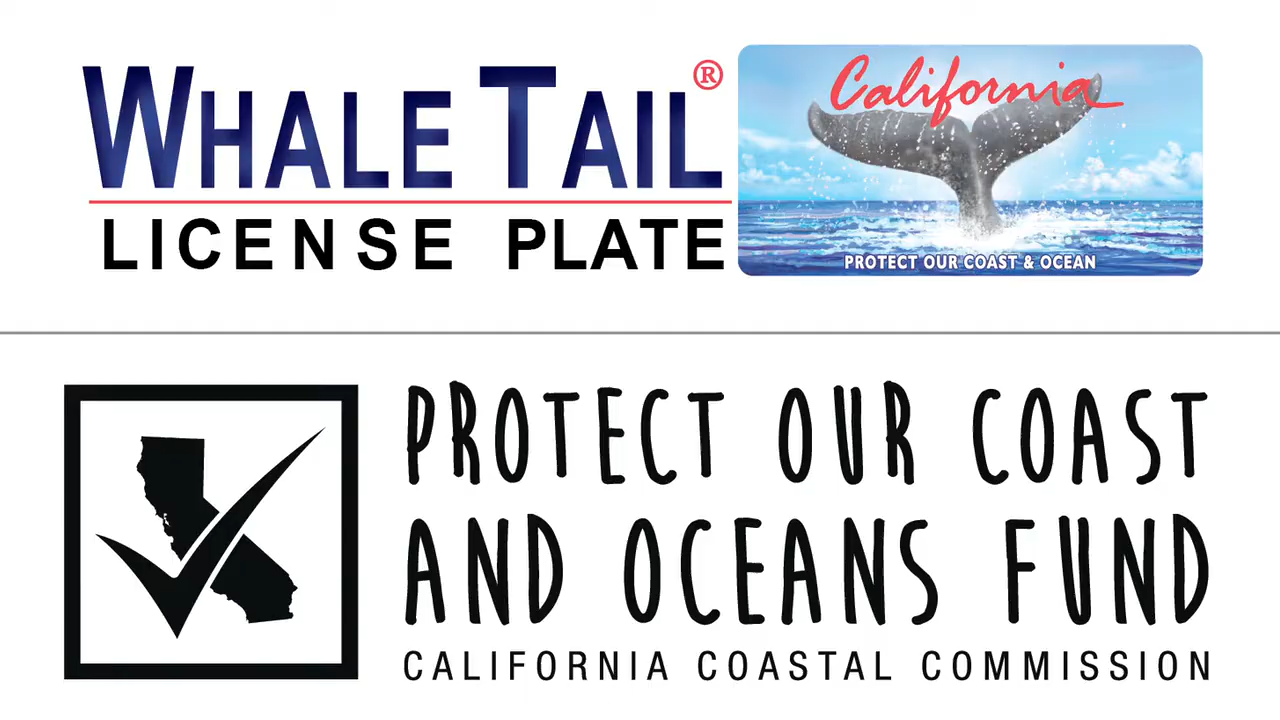 WHALE TAIL®
LICENSE PLATE
California
PROTECT OUR COAST & OCEAN
PROTECT OUR COAST
AND OCEANS FUND
CALIFORNIA COASTAL COMMISSION